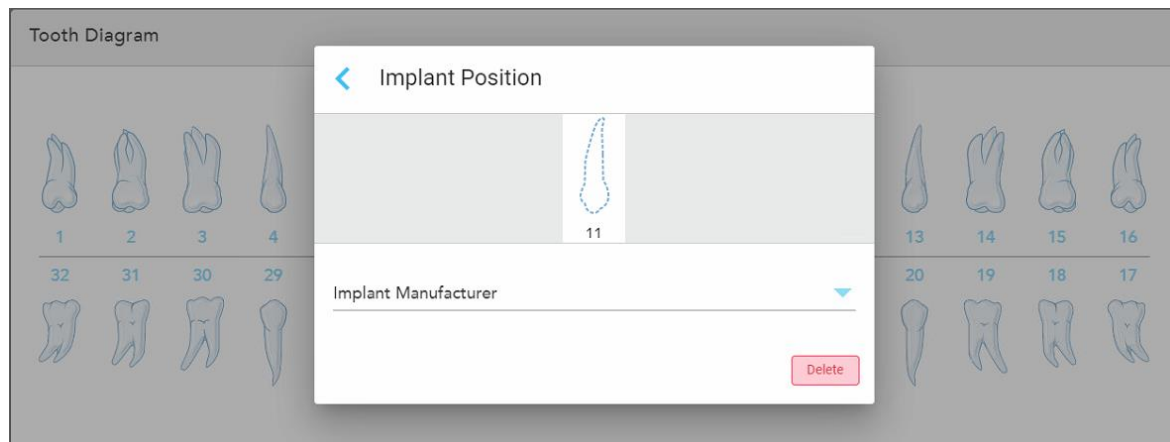 Tooth Diagram
Implant Position
11
1 2 3 4 13 14 15 16
32 31 30 29 20 19 18 17
Implant Manufacturer
Delete